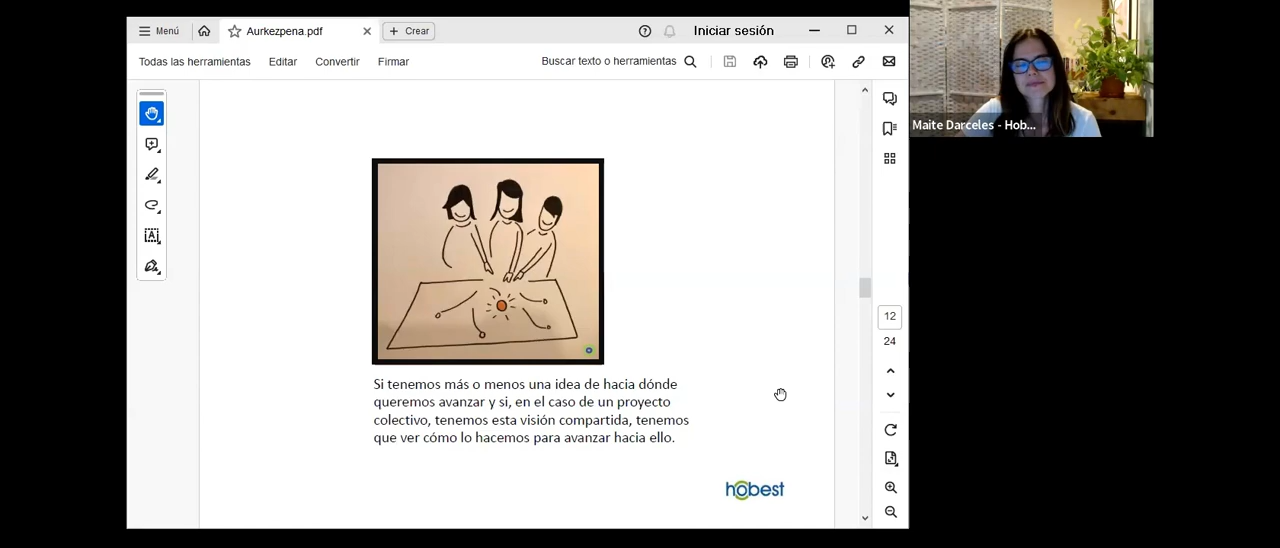 Menú
Aurkezpena.pdf
Crear
Iniciar sesión
Todas las herramientas
Editar
Convertir
Firmar
Buscar texto o herramientas
Maite Darceles - Hob...
Si tenemos más o menos una idea de hacia dónde
queremos avanzar y si, en el caso de un proyecto
colectivo, tenemos esta visión compartida, tenemos
que ver cómo lo hacemos para avanzar hacia ello.
12
24
hobest